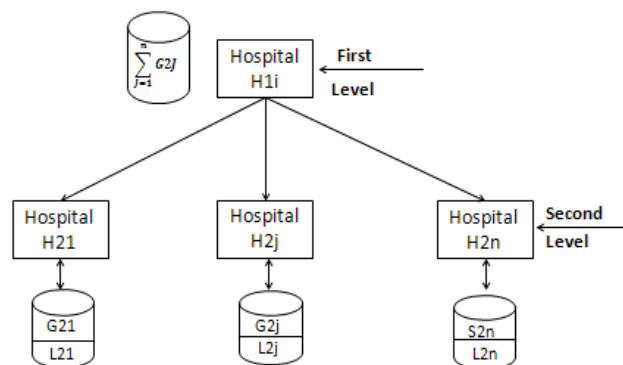 n
∑ G2J
J=1
Hospital
H1i
First
Level
Hospital
H21
Hospital
H2j
Hospital
H2n
Second
Level
G21
L21
G2j
L2j
S2n
L2n